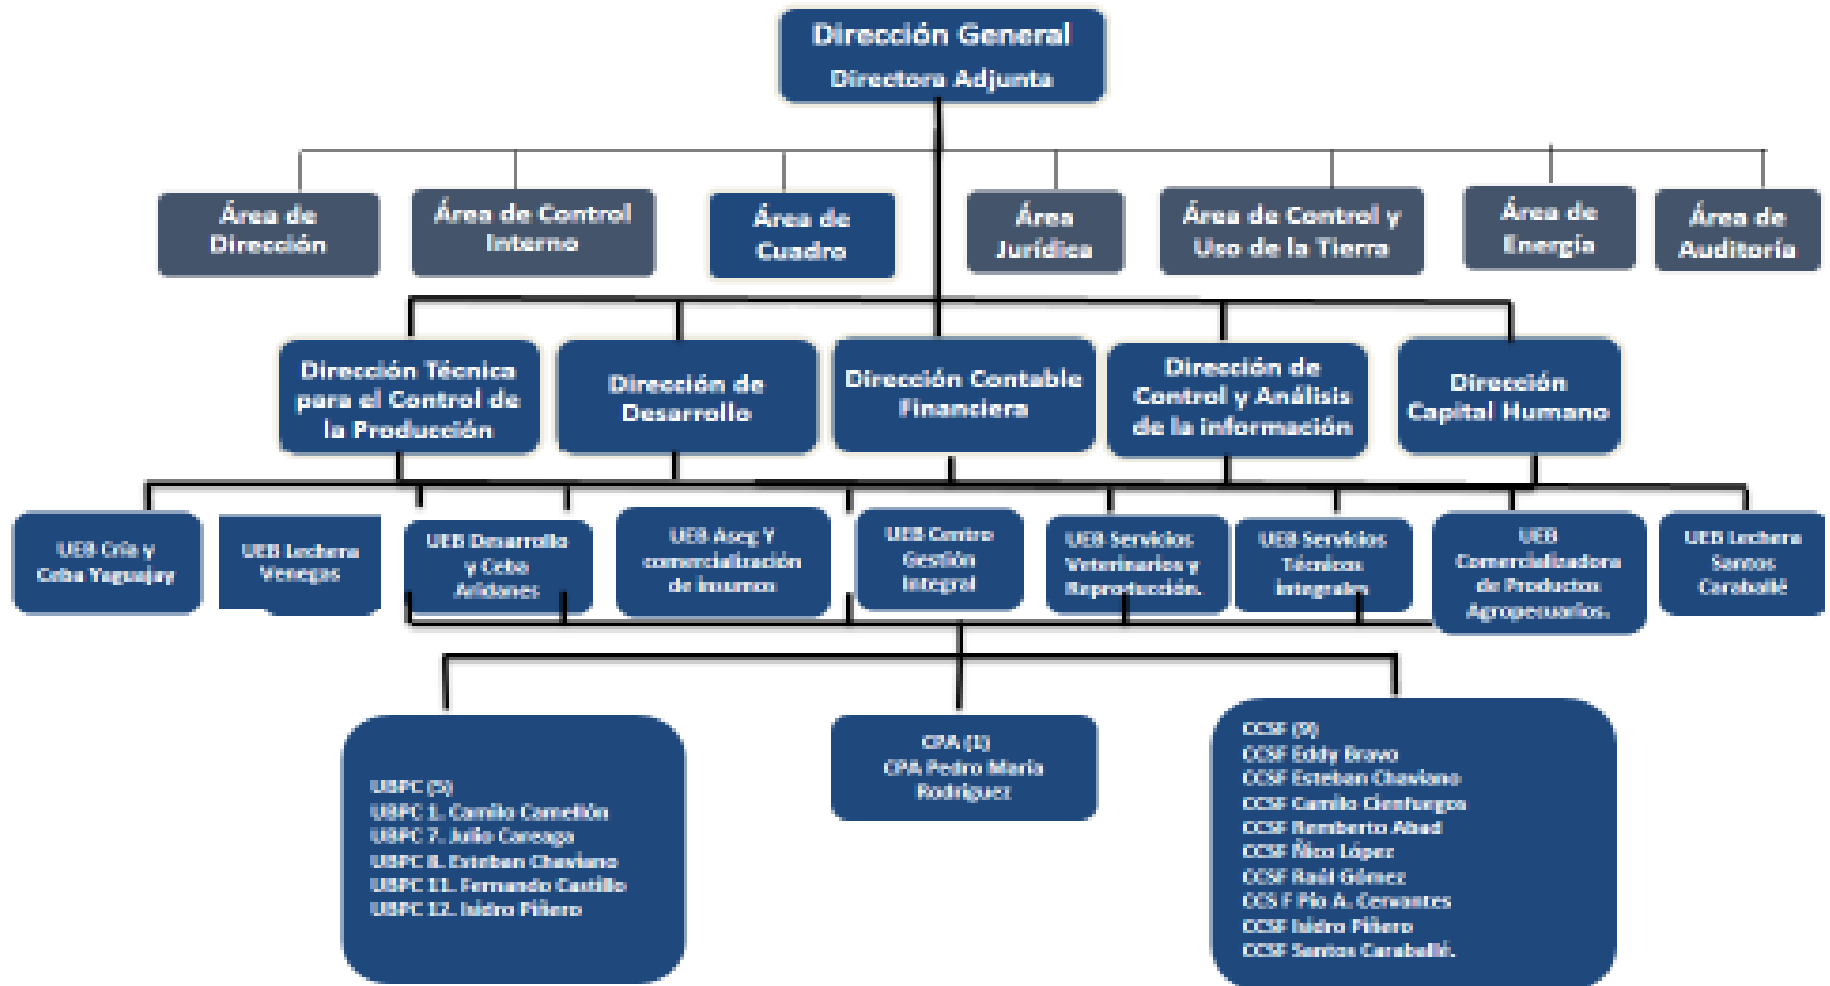 Dirección General
Directora Adjunta
Área de
Dirección
Área de Control
Interno
Área de
Cuadro
Área
Jurídica
Área de Control y
Uso de la Tierra
Área de
Energía
Área de
Auditoría
Dirección Técnica
para el Control de
la Producción
Dirección de
Desarrollo
Dirección Contable
Financiera
Dirección de
Control y Análisis
de la información
Dirección
Capital Humano
UEB Cría y
Ceba Yaguajay
UEB Lechera
Venegas
UEB Desarrollo
y Ceba
Aridanes
UEB Aseg Y
comercialización
de insumos
UEB Centro
Gestión
Integral
UEB Servicios
Veterinarios y
Reproducción.
UEB Servicios
Técnicos
integrales
UEB
Comercializadora
de Productos
Agropecuarios.
UEB Lechera
Santos
Caraballé
UBPC (5)
UBPC 1. Camilo Camellón
UBPC 7. Julio Careaga
UBPC 8. Esteban Chaviano
UBPC 11. Fernando Castillo
UBPC 12. Isidro Piñero
CPA (1)
CPA Pedro María
Rodríguez
CCSF (9)
CCSF Eddy Bravo
CCSF Esteban Chaviano
CCSF Camilo Cienfuegos
CCSF Remberto Abad
CCSF Ñico López
CCSF Raúl Gómez
CCS F Pío A. Cervantes
CCSF Isidro Piñero
CCSF Santos Caraballé.